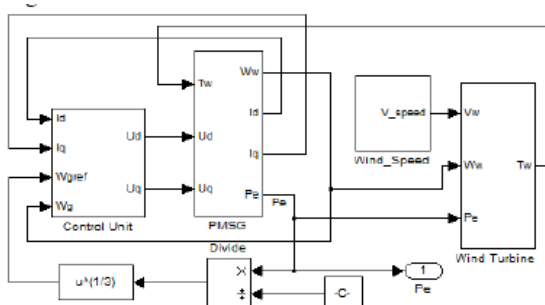 Ww
Tw
V_speed
Vw
Id
Id
Iq
Ud
Ud
Iq
Wind_Speed
Ww
Tw
Wgref
Uq
Uq
Pe
Pe
Pe
Wg
Control Unit
PMSG
Divide
Wind Turbine
u^(1/3)
×
÷
-C-
1
Pe